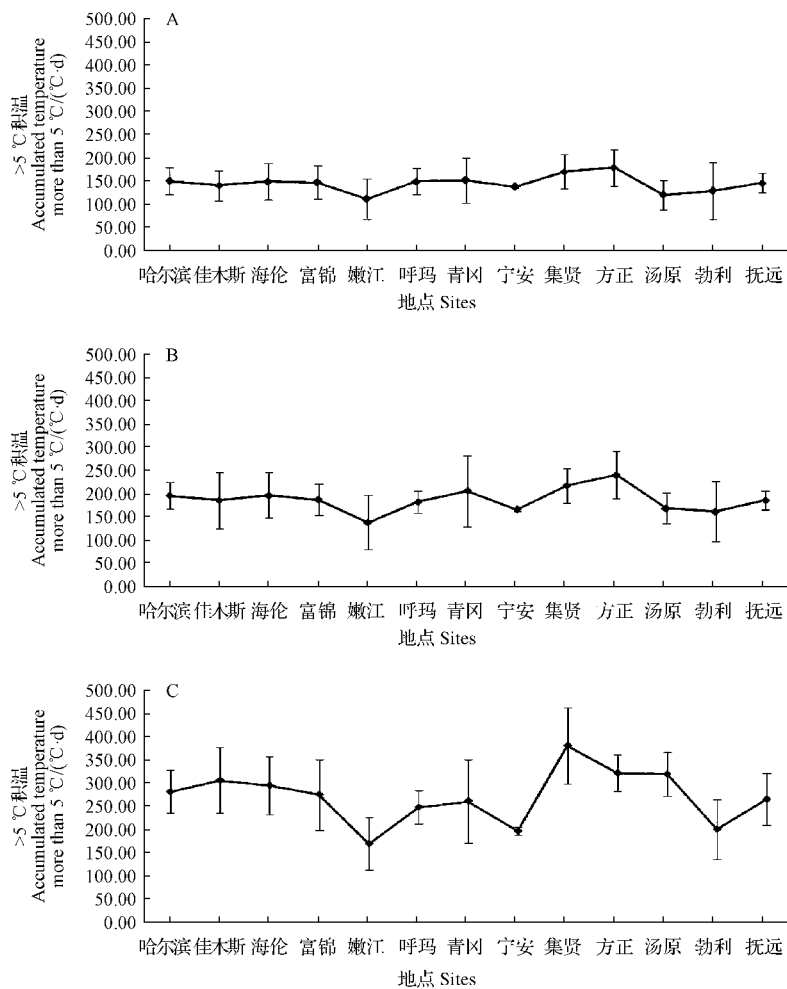 A
500.00
450.00
400.00
350.00
300.00
250.00
200.00
150.00
100.00
50.00
0.00
>5 ℃积温
Accumulated temperature
more than 5 ℃/(℃·d)
哈尔滨 佳木斯 海伦 富锦 嫩江 呼玛 青冈 宁安 集贤 方正 汤原 勃利 抚远
地点 Sites
B
500.00
450.00
400.00
350.00
300.00
250.00
200.00
150.00
100.00
50.00
0.00
>5 ℃积温
Accumulated temperature
more than 5 ℃/(℃·d)
哈尔滨 佳木斯 海伦 富锦 嫩江 呼玛 青冈 宁安 集贤 方正 汤原 勃利 抚远
地点 Sites
C
500.00
450.00
400.00
350.00
300.00
250.00
200.00
150.00
100.00
50.00
0.00
>5 ℃积温
Accumulated temperature
more than 5 ℃/(℃·d)
哈尔滨 佳木斯 海伦 富锦 嫩江 呼玛 青冈 宁安 集贤 方正 汤原 勃利 抚远
地点 Sites